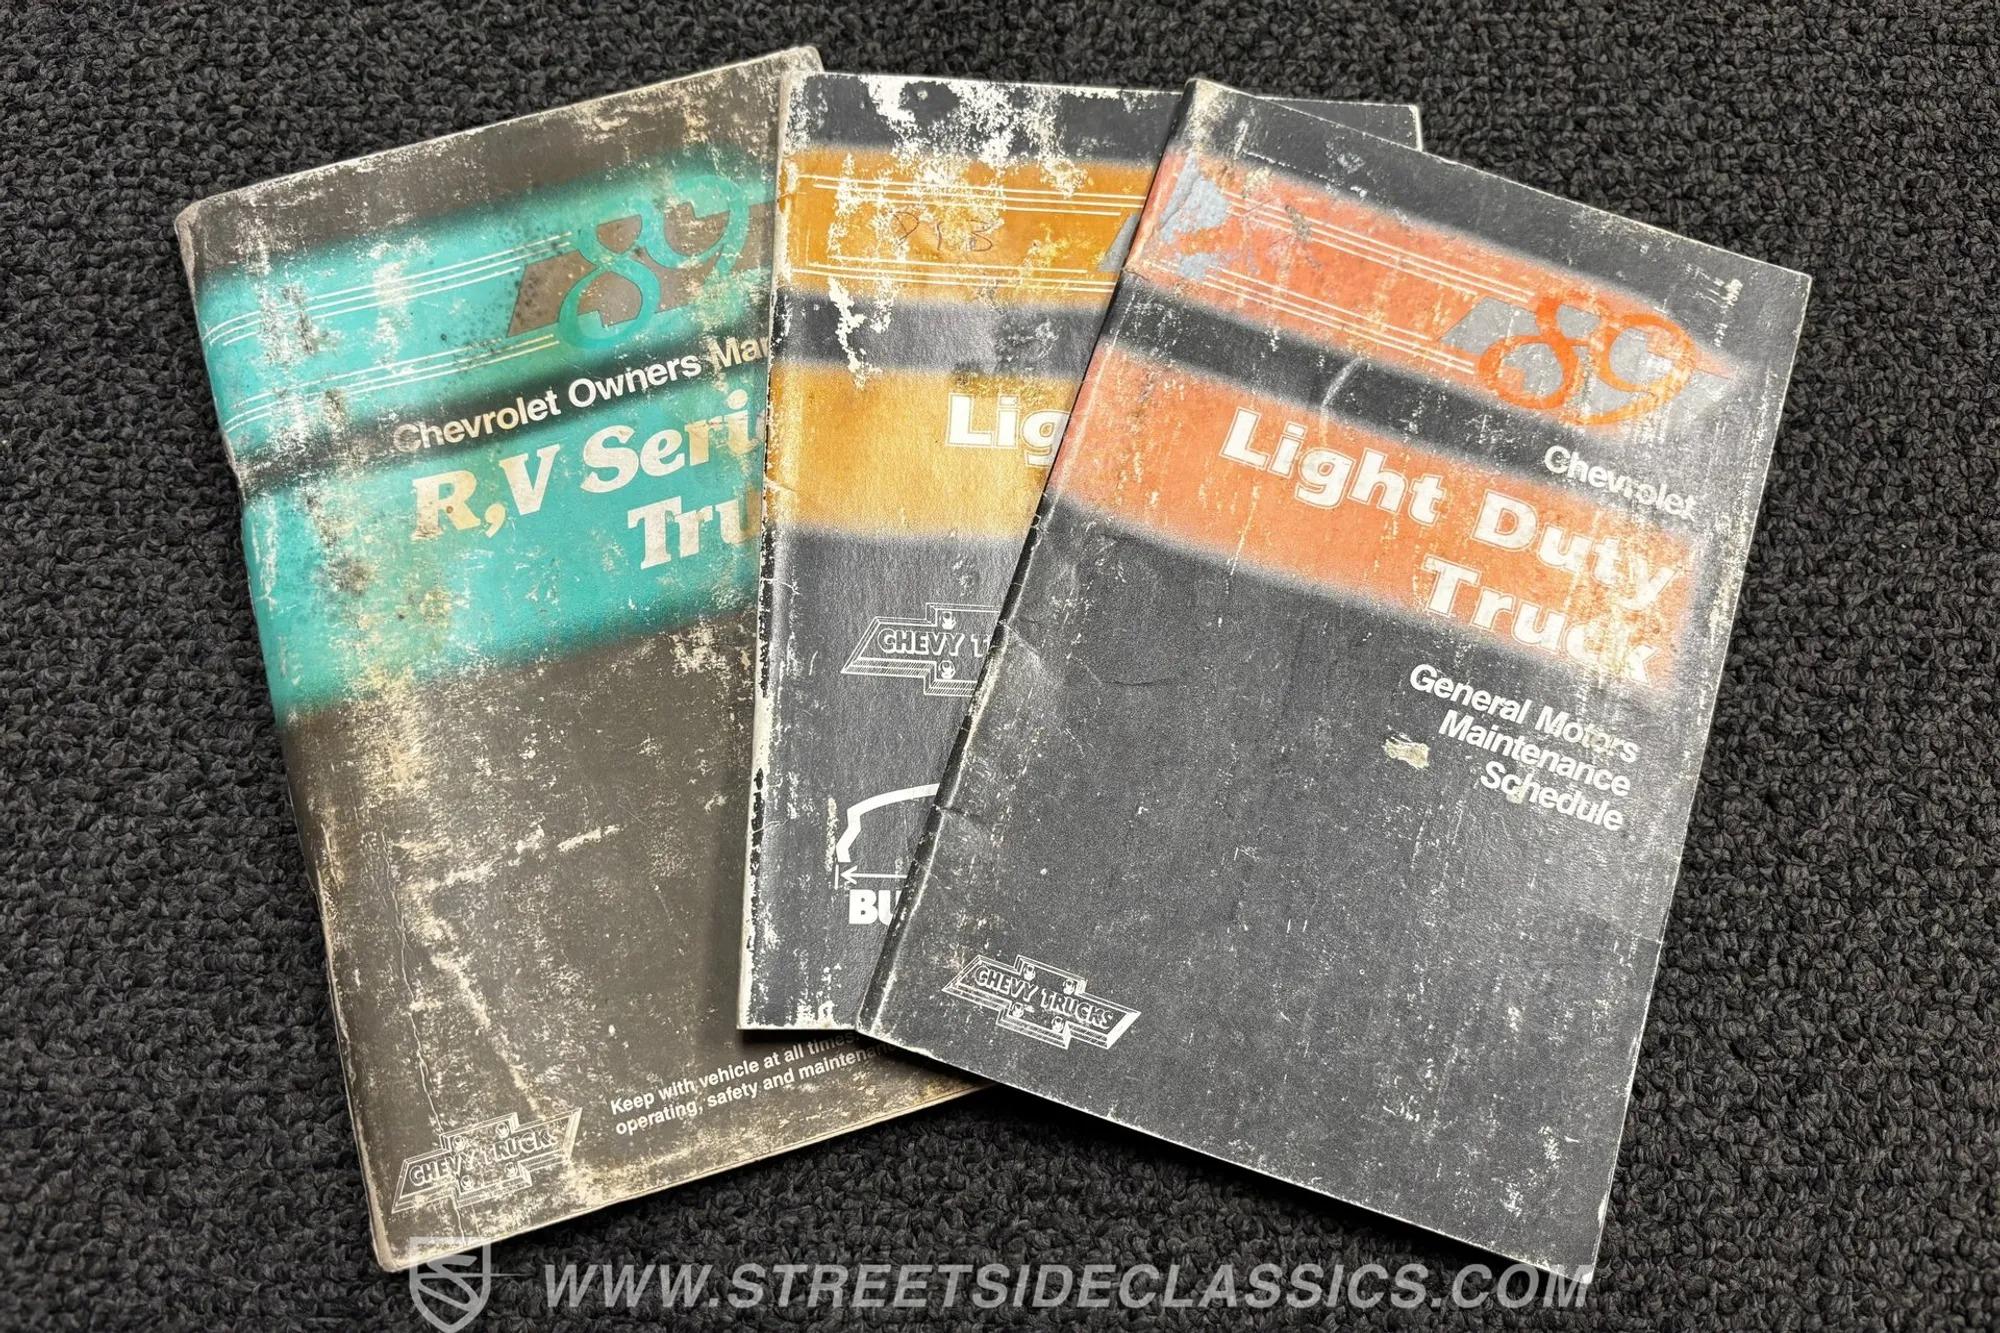 89
Chevrolet Owners Ma
R,V Seri
Tru
Keep with vehicle at all times
operating, safety and maintenan
CHEVY TRUCKS
Lig
CHEVY T
BU
89
Chevrolet
Light Duty
Truck
General Motors
Maintenance
Schedule
CHEVY TRUCKS
WWW.STREETSIDECLASSICS.COM